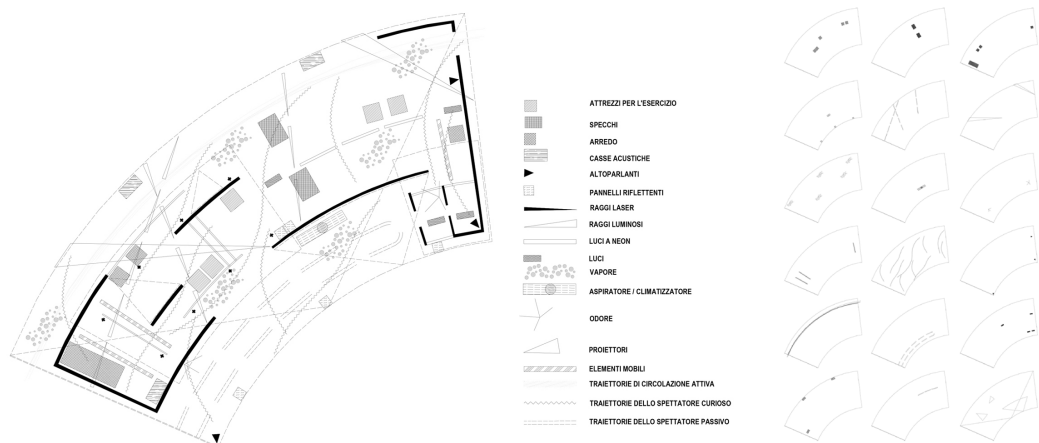 ATTREZZI PER L'ESERCIZIO
SPECCHI
ARREDO
CASSE ACUSTICHE
ALTOPARLANTI
PANNELLI RIFLETTENTI
RAGGI LASER
RAGGI LUMINOSI
LUCI A NEON
LUCI
VAPORE
ASPIRATORE / CLIMATIZZATORE
ODORE
PROIETTORI
ELEMENTI MOBILI
TRAIETTORIE DI CIRCOLAZIONE ATTIVA
TRAIETTORIE DELLO SPETTATORE CURIOSO
TRAIETTORIE DELLO SPETTATORE PASSIVO